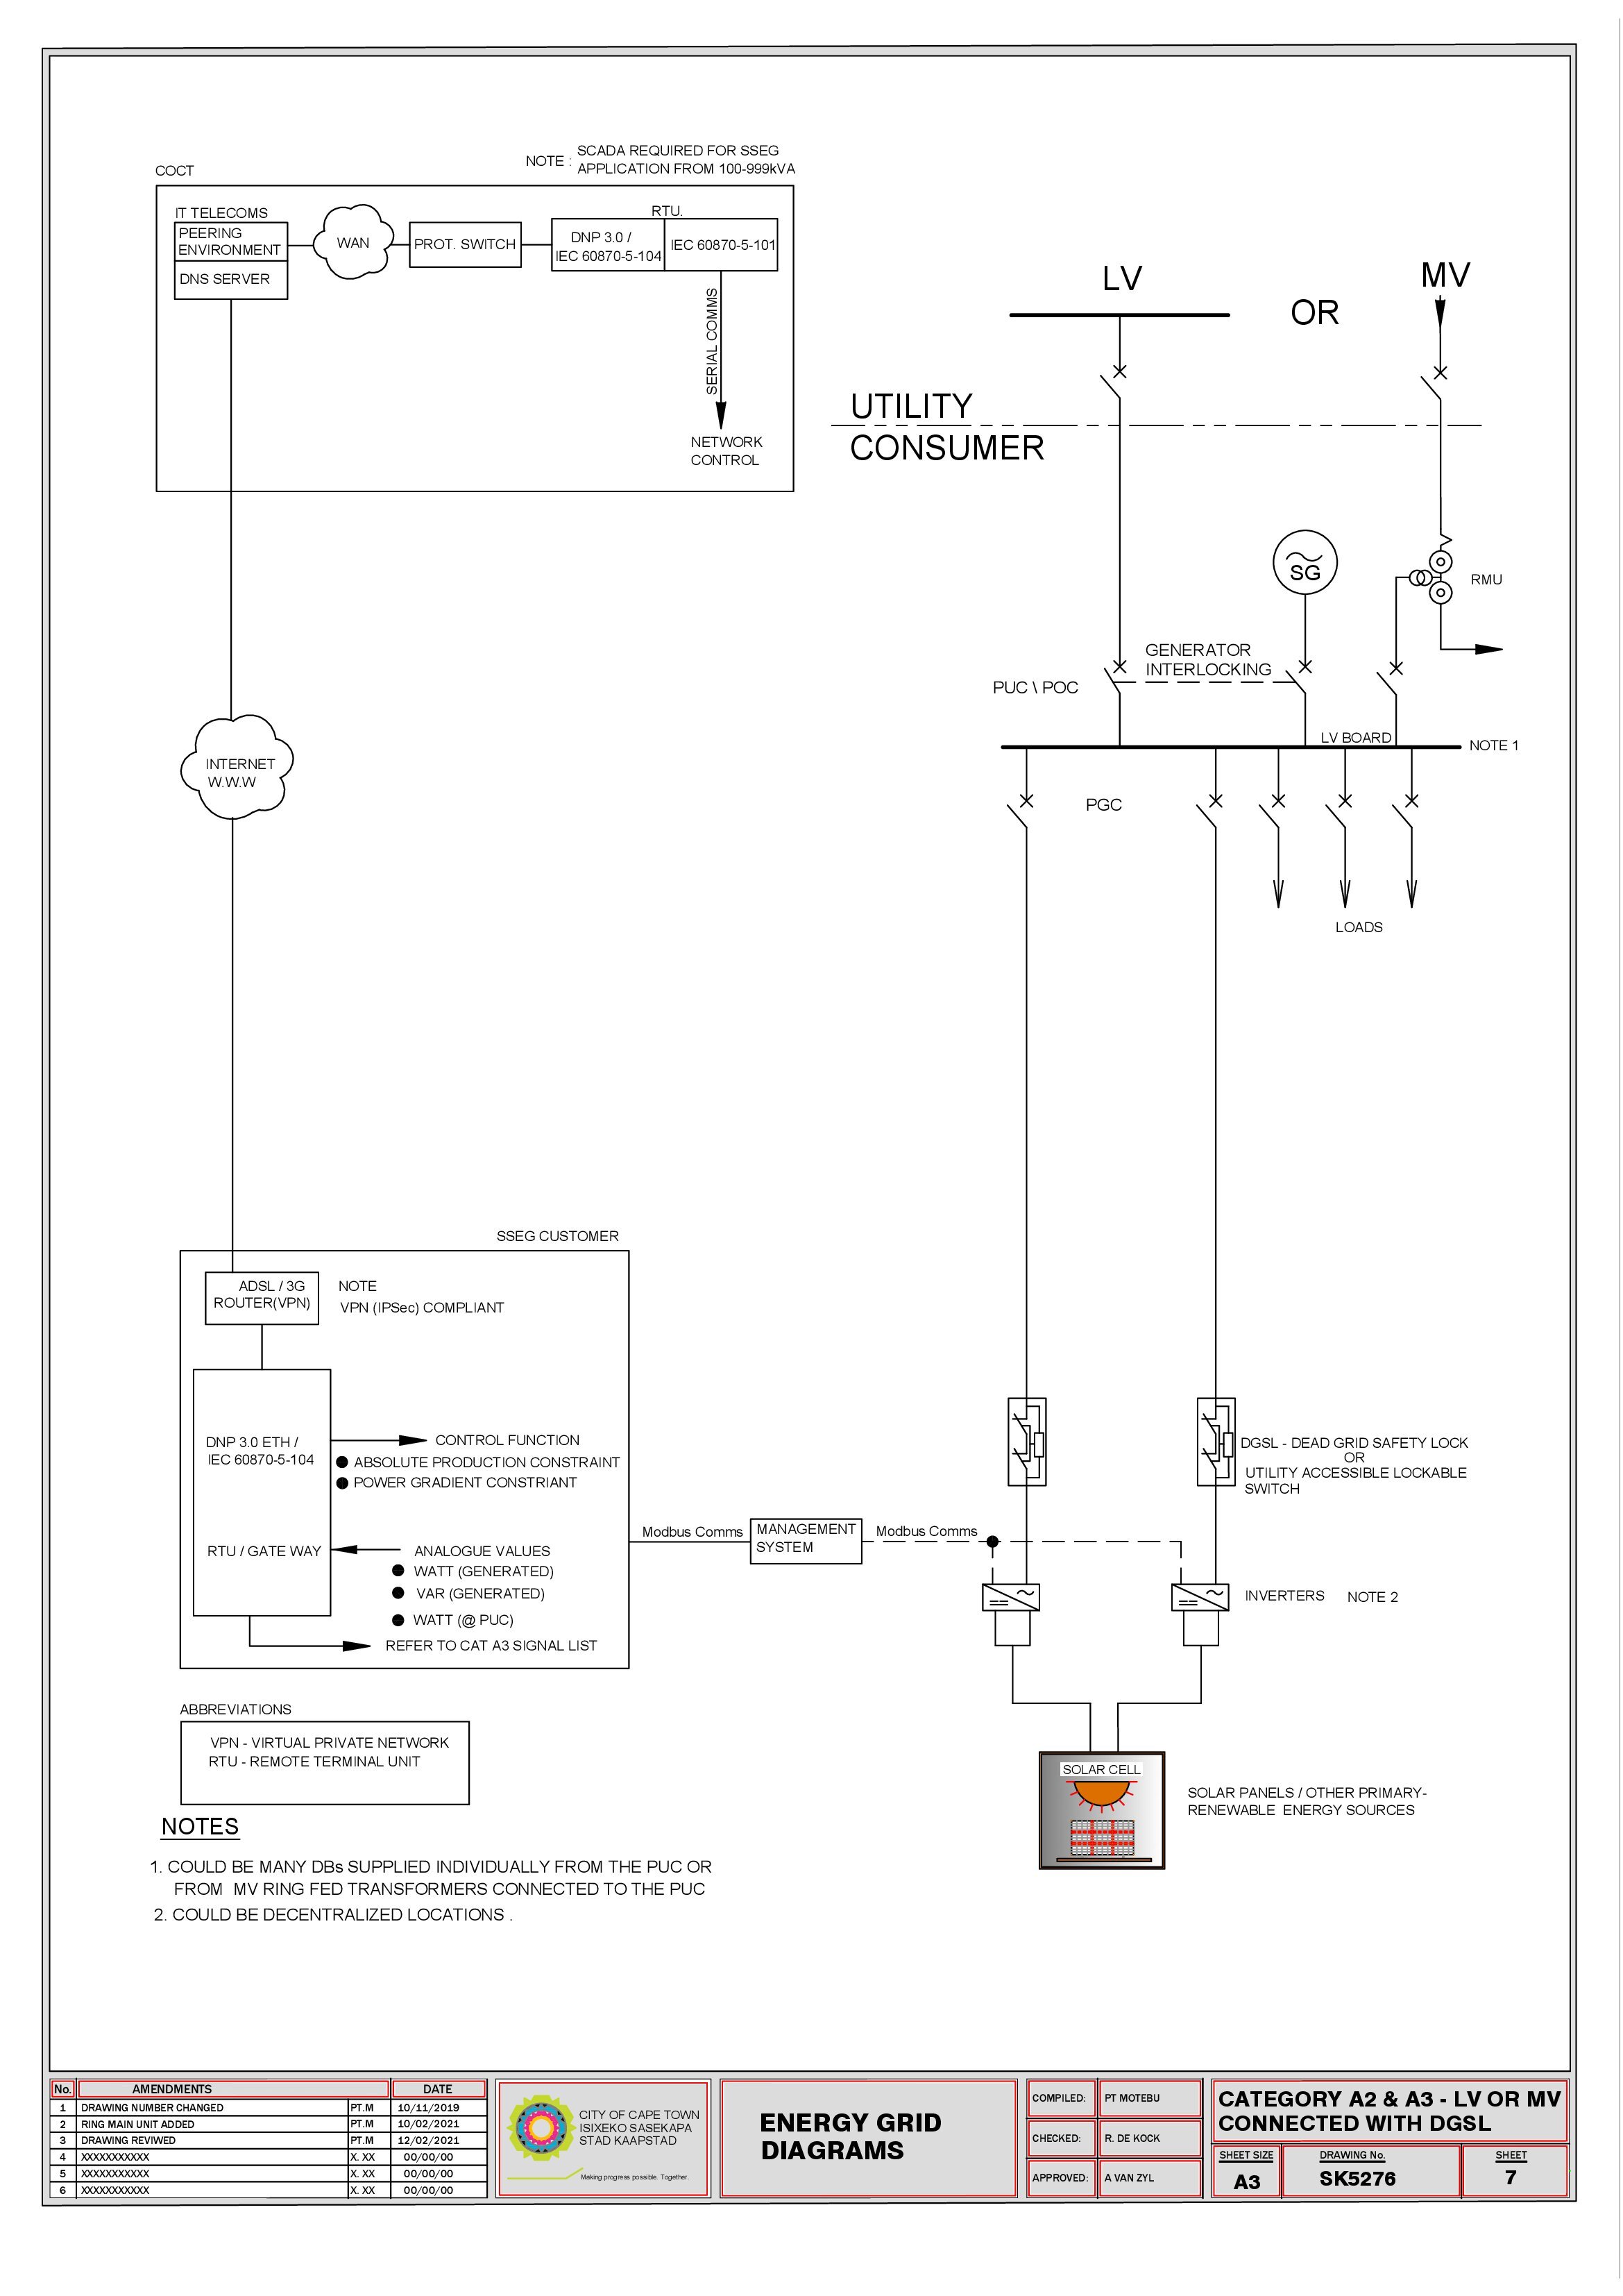 COCT
NOTE :
SCADA REQUIRED FOR SSEG
APPLICATION FROM 100-999kVA
IT TELECOMS
PEERING
ENVIRONMENT
DNS SERVER
WAN
PROT. SWITCH
RTU.
DNP 3.0 /
IEC 60870-5-104
IEC 60870-5-101
SERIAL COMMS
NETWORK
CONTROL
LV
OR
MV
UTILITY
CONSUMER
SG
RMU
GENERATOR
INTERLOCKING
PUC \ POC
LV BOARD
NOTE 1
PGC
LOADS
INTERNET
W.W.W
SSEG CUSTOMER
ADSL / 3G
ROUTER(VPN)
NOTE
VPN (IPSec) COMPLIANT
DNP 3.0 ETH /
IEC 60870-5-104
CONTROL FUNCTION
ABSOLUTE PRODUCTION CONSTRAINT
POWER GRADIENT CONSTRIANT
RTU / GATE WAY
ANALOGUE VALUES
WATT (GENERATED)
VAR (GENERATED)
WATT (@ PUC)
REFER TO CAT A3 SIGNAL LIST
Modbus Comms
MANAGEMENT
SYSTEM
Modbus Comms
DGSL - DEAD GRID SAFETY LOCK
OR
UTILITY ACCESSIBLE LOCKABLE
SWITCH
INVERTERS
NOTE 2
SOLAR CELL
SOLAR PANELS / OTHER PRIMARY-
RENEWABLE ENERGY SOURCES
ABBREVIATIONS
VPN - VIRTUAL PRIVATE NETWORK
RTU - REMOTE TERMINAL UNIT
NOTES
1. COULD BE MANY DBs SUPPLIED INDIVIDUALLY FROM THE PUC OR
FROM MV RING FED TRANSFORMERS CONNECTED TO THE PUC
2. COULD BE DECENTRALIZED LOCATIONS .
No. AMENDMENTS DATE
1 DRAWING NUMBER CHANGED PT.M 10/11/2019
2 RING MAIN UNIT ADDED PT.M 10/02/2021
3 DRAWING REVIWED PT.M 12/02/2021
4 XXXXXXXXXXX X. XX 00/00/00
5 XXXXXXXXXXX X. XX 00/00/00
6 XXXXXXXXXXX X. XX 00/00/00
CITY OF CAPE TOWN
ISIXEKO SASEKAPA
STAD KAAPSTAD
Making progress possible. Together.
ENERGY GRID
DIAGRAMS
COMPILED: PT MOTEBU
CHECKED: R. DE KOCK
APPROVED: A VAN ZYL
CATEGORY A2 & A3 - LV OR MV
CONNECTED WITH DGSL
SHEET SIZE
A3
DRAWING No.
SK5276
SHEET
7